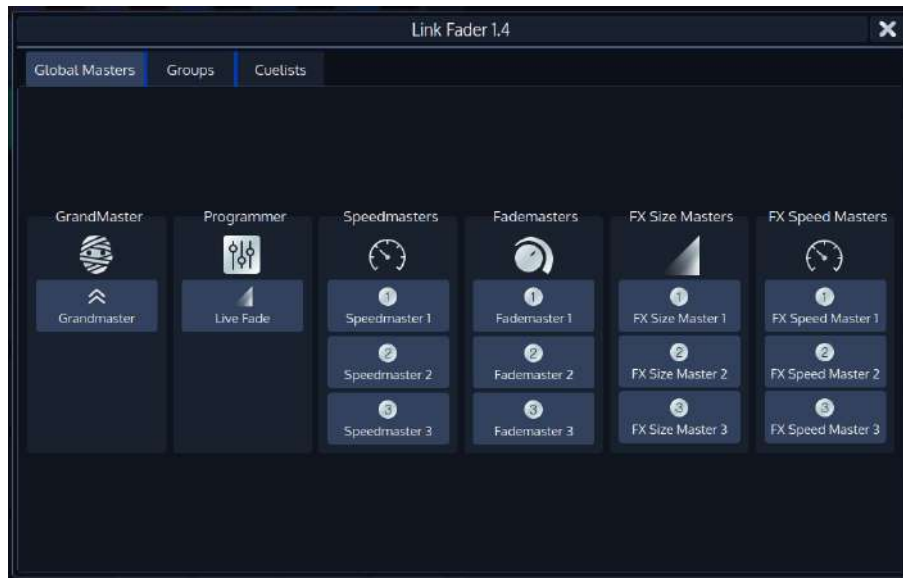 Link Fader 1.4
Global Masters
Groups
Cuelists
GrandMaster
Grandmaster
Programmer
Live Fade
Speedmasters
1
Speedmaster 1
2
Speedmaster 2
3
Speedmaster 3
Fademasters
1
Fademaster 1
2
Fademaster 2
3
Fademaster 3
FX Size Masters
1
FX Size Master 1
2
FX Size Master 2
3
FX Size Master 3
FX Speed Masters
1
FX Speed Master 1
2
FX Speed Master 2
3
FX Speed Master 3